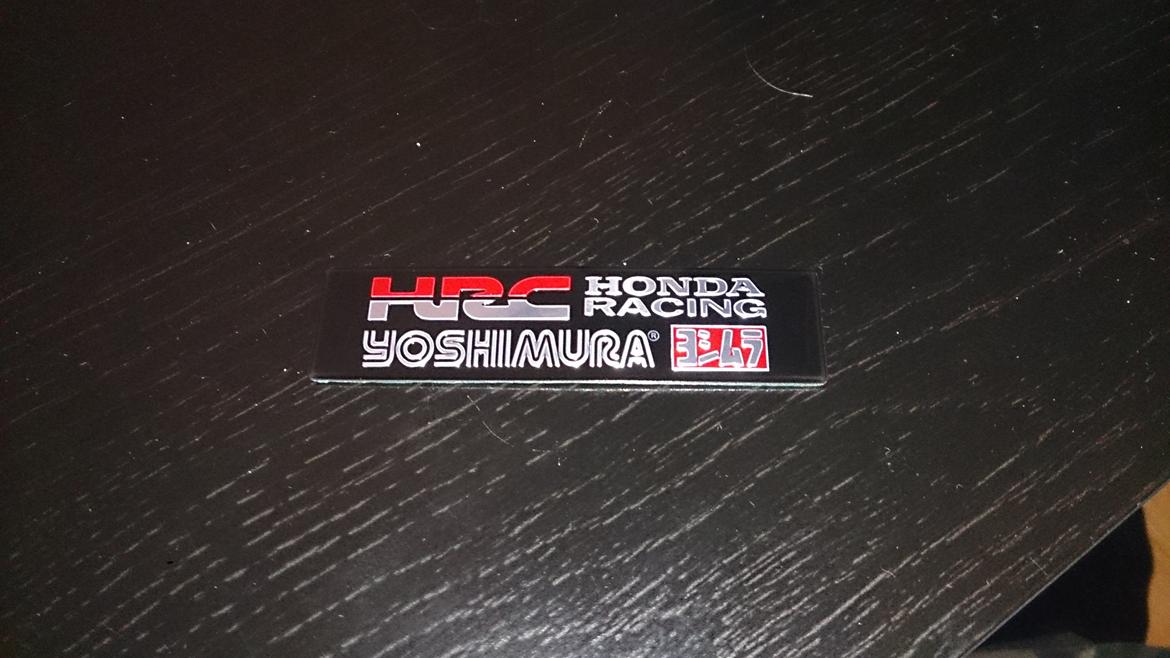 HRC HONDA
RACING
YOSHIMURA® ヨシムラ